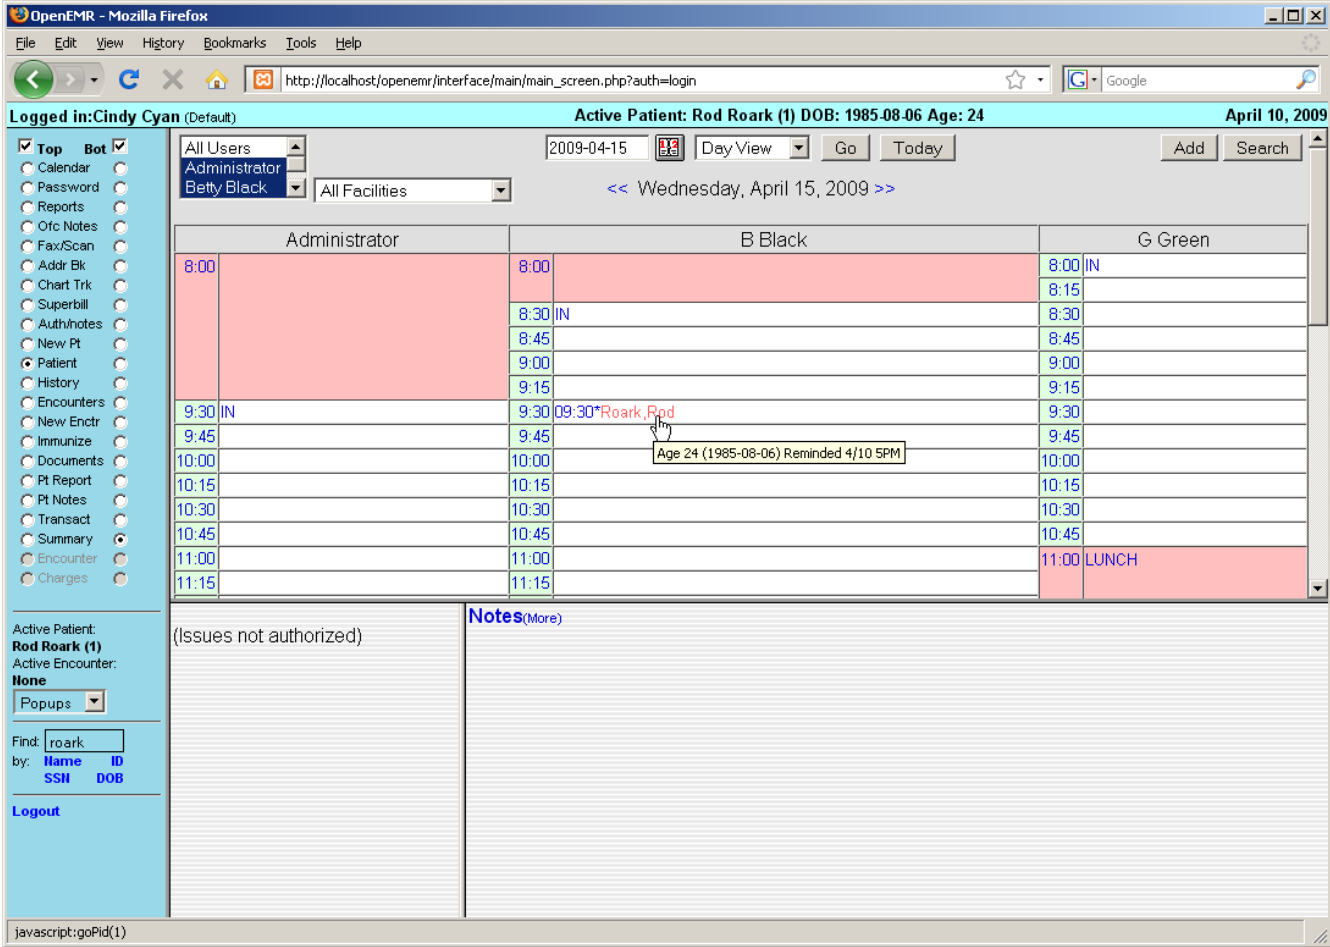 OpenEMR - Mozilla Firefox
File Edit View History Bookmarks Tools Help
http://localhost/openemr/interface/main/main_screen.php?auth=login
G Google
Logged in:Cindy Cyan (Default) Active Patient: Rod Roark (1) DOB: 1985-08-06 Age: 24 April 10, 2009
Top Bot
Calendar
Password
Reports
Ofc Notes
Fax/Scan
Addr Bk
Chart Trk
Superbill
Auth/notes
New Pt
Patient
History
Encounters
New Enctr
Immunize
Documents
Pt Report
Pt Notes
Transact
Summary
Encounter
Charges
Active Patient:
Rod Roark (1)
Active Encounter:
None
Popups
Find: roark
by: Name ID
SSN DOB
Logout
All Users
Administrator
Betty Black
All Facilities
2009-04-15 Day View Go Today Add Search
<< Wednesday, April 15, 2009 >>
Administrator B Black G Green
8:00 8:00 8:00 IN
8:15
8:30 IN 8:30
8:45 8:45
9:00 9:00
9:15 9:15
9:30 IN 9:30 09:30*Roark,Rod 9:30
9:45 9:45 9:45
Age 24 (1985-08-06) Reminded 4/10 5PM
10:00 10:00 10:00
10:15 10:15 10:15
10:30 10:30 10:30
10:45 10:45 10:45
11:00 11:00 11:00 LUNCH
11:15 11:15
(Issues not authorized)
Notes(More)
javascript:goPid(1)